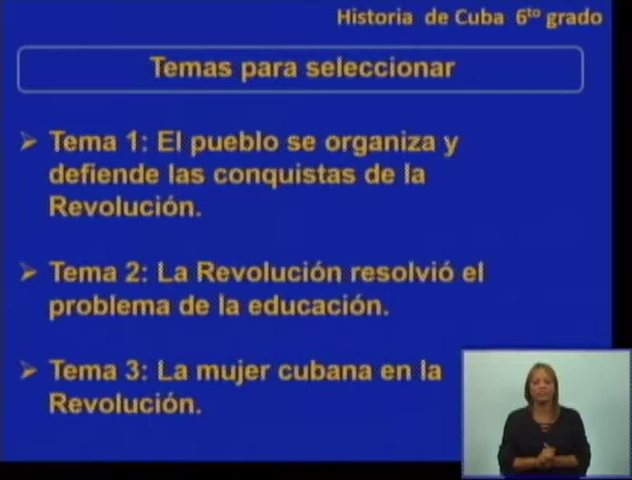 Historia de Cuba 6to grado
Temas para seleccionar
➢ Tema 1: El pueblo se organiza y
defiende las conquistas de la
Revolución.
➢ Tema 2: La Revolución resolvió el
problema de la educación.
➢ Tema 3: La mujer cubana en la
Revolución.